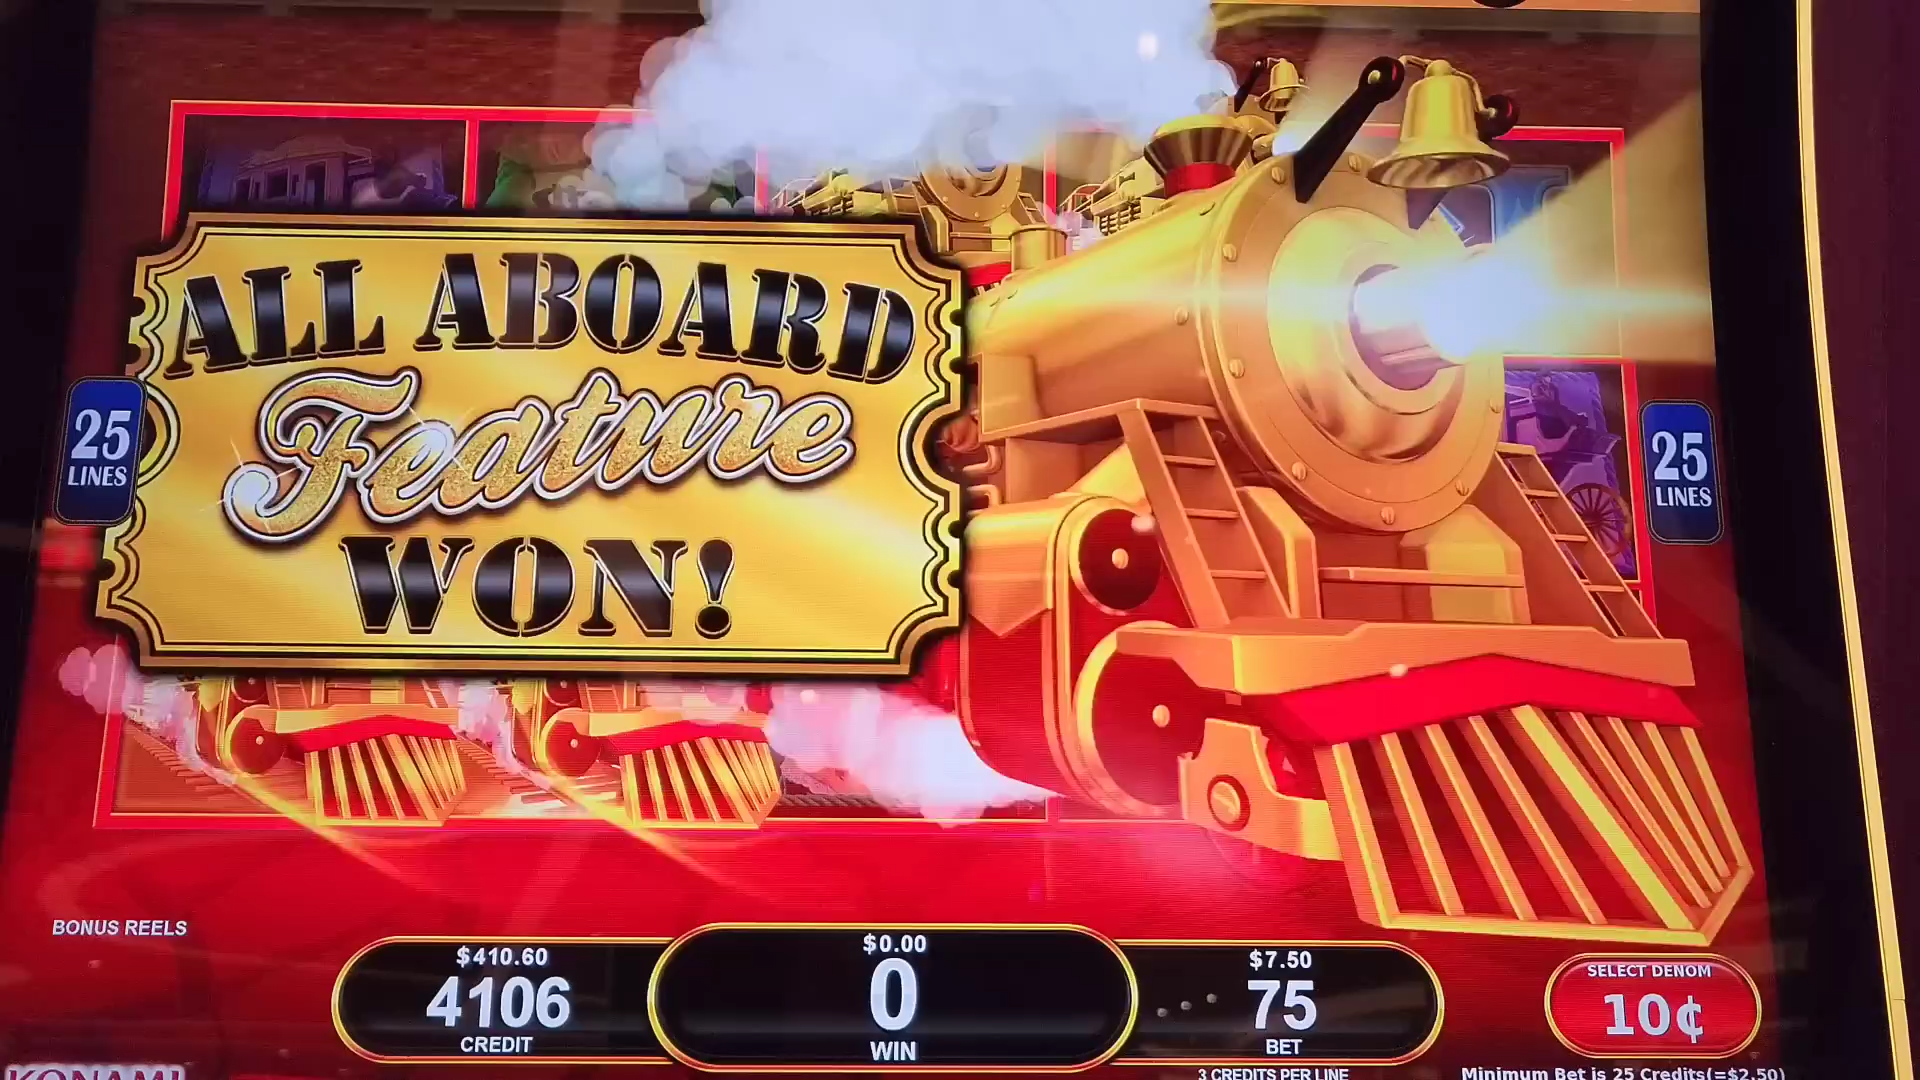 ALL ABOARD
Feature
WON!
25
LINES
25
LINES
BONUS REELS
$410.60
4106
CREDIT
$0.00
0
WIN
$7.50
75
BET
3 CREDITS PER LINE
SELECT DENOM
10¢
Minimum Bet is 25 Credits(=$2.50)
KONAMI